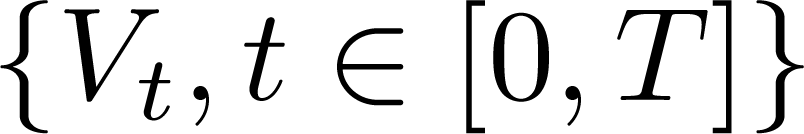 {V_t, t ∈ [0, T]}